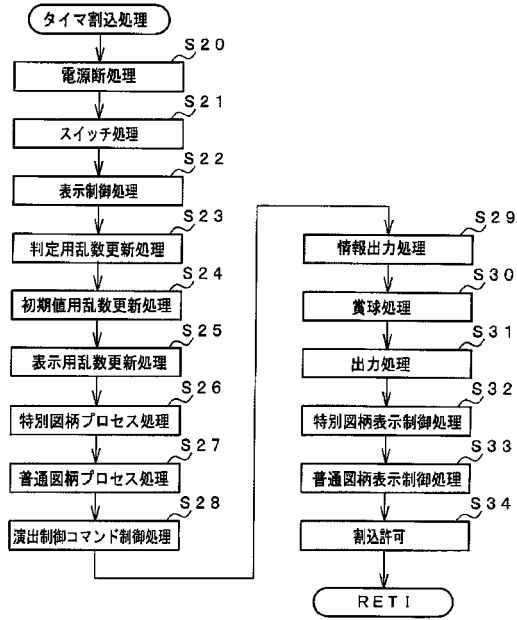 タイマ割込処理
S20
電源断処理
S21
スイッチ処理
S22
表示制御処理
S23
判定用乱数更新処理
S24
初期値用乱数更新処理
S25
表示用乱数更新処理
S26
特別図柄プロセス処理
S27
普通図柄プロセス処理
S28
演出制御コマンド制御処理
S29
情報出力処理
S30
賞球処理
S31
出力処理
S32
特別図柄表示制御処理
S33
普通図柄表示制御処理
S34
割込許可
RETI